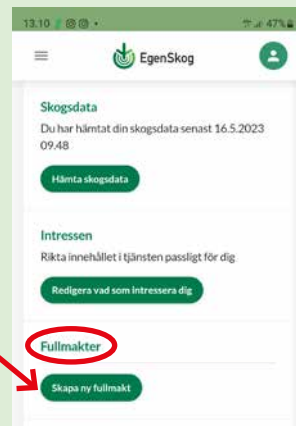 13.10
47%
EgenSkog
Skogsdata
Du har hämtat din skogsdata senast 16.5.2023
09.48
Hämta skogsdata
Intressen
Rikta innehållet i tjänsten passligt för dig
Redigera vad som intressera dig
Fullmakter
Skapa ny fullmakt